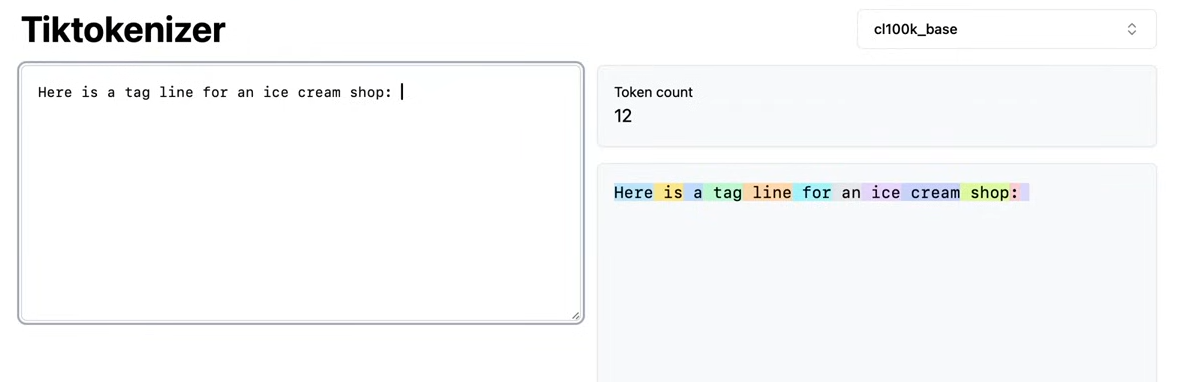 Tiktokenizer
cl100k_base
Here is a tag line for an ice cream shop:
Token count
12
Here is a tag line for an ice cream shop: